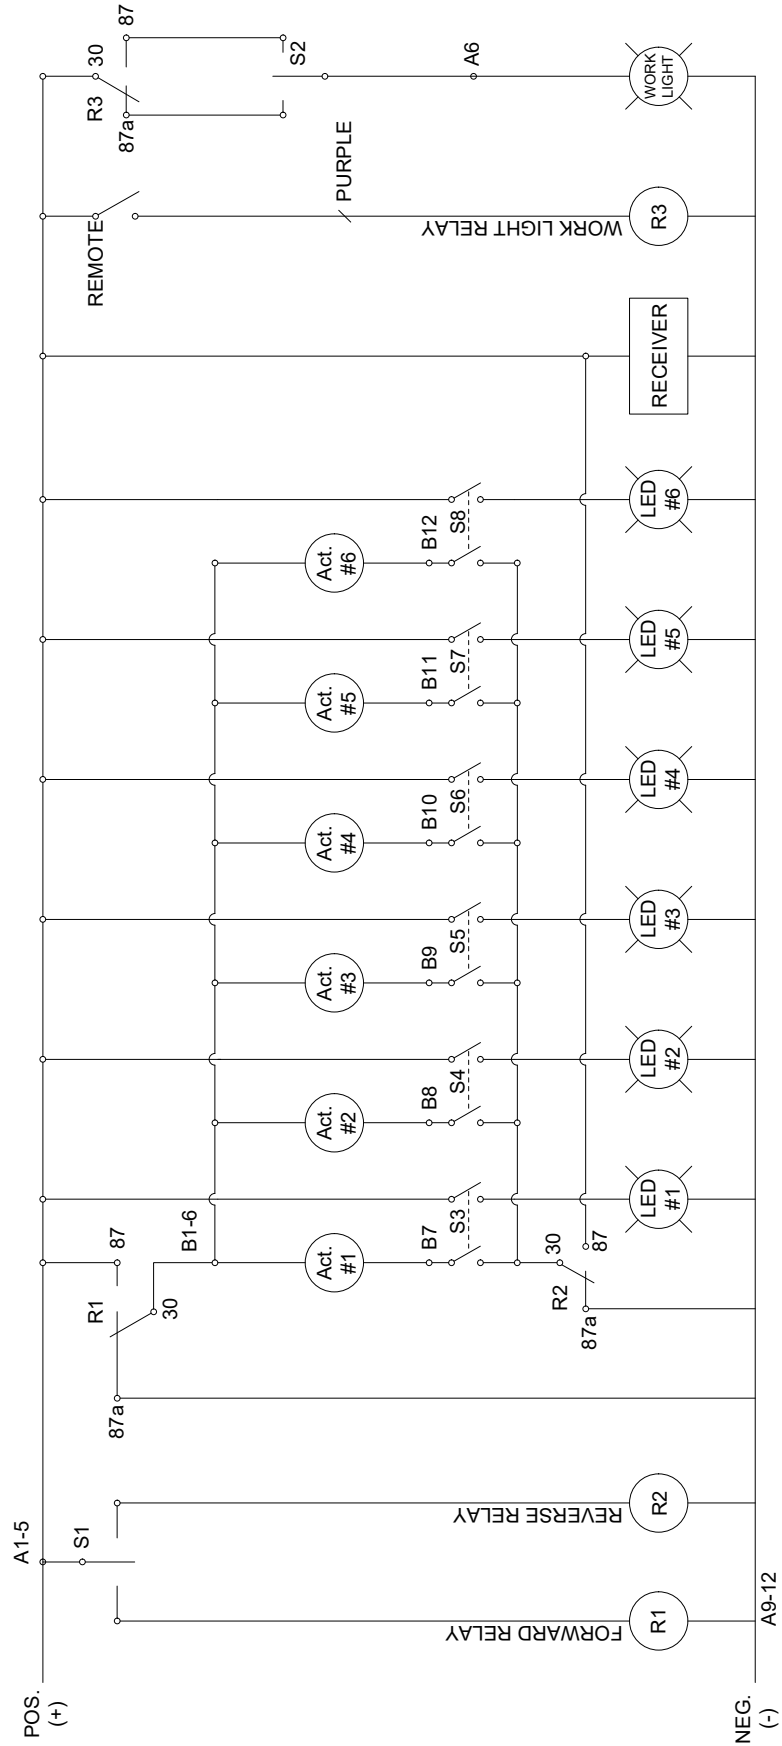 POS.
(+)
A1-5
S1
FORWARD RELAY
R1
REVERSE RELAY
R2
A9-12
NEG.
(-)
87a
R1
87
30
B1-6
Act.
#1
B7
S3
30
R2
87a
87
LED
#1
Act.
#2
B8
S4
LED
#2
Act.
#3
B9
S5
LED
#3
Act.
#4
B10
S6
LED
#4
Act.
#5
B11
S7
LED
#5
Act.
#6
B12
S8
LED
#6
RECEIVER
REMOTE
PURPLE
WORK LIGHT RELAY
R3
R3
30
87a
87
S2
A6
WORK
LIGHT